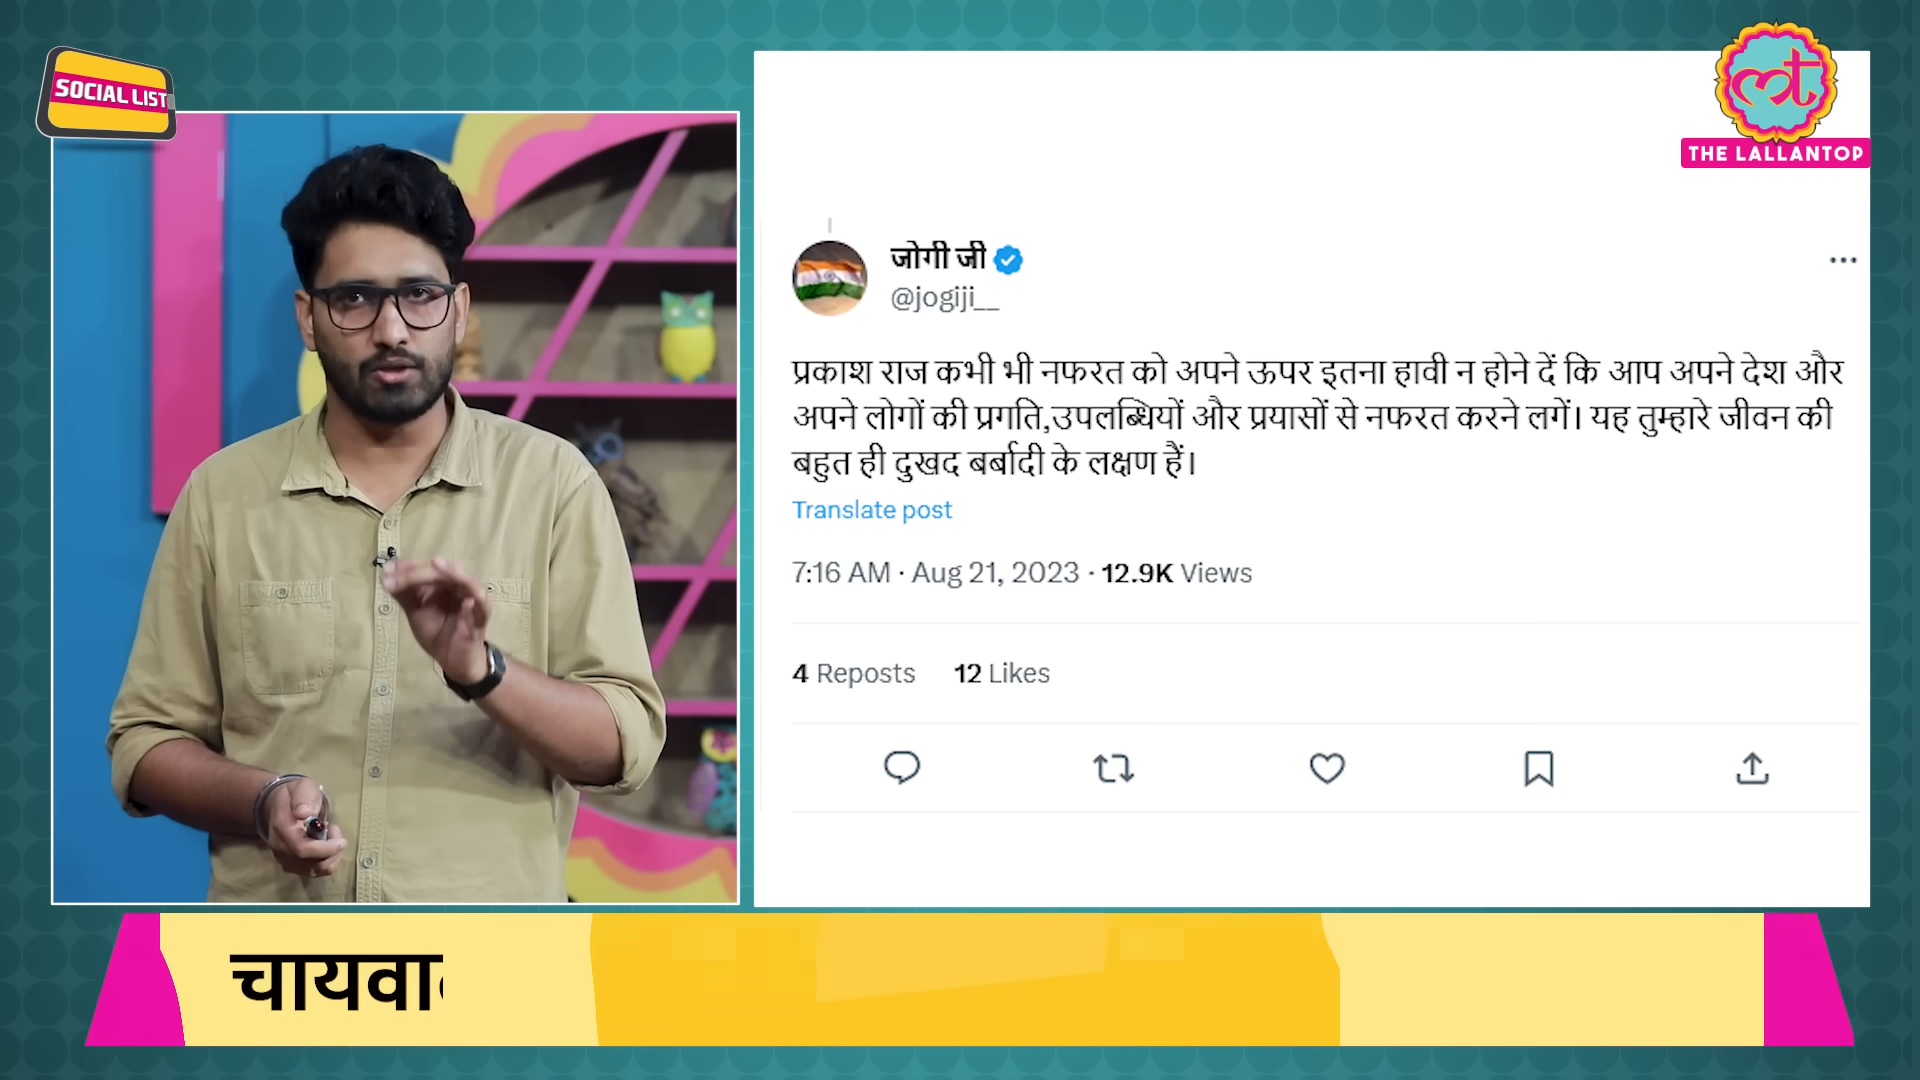 SOCIAL LIST
THE LALLANTOP
जोगी जी
@jogiji__
प्रकाश राज कभी भी नफरत को अपने ऊपर इतना हावी न होने दें कि आप अपने देश और
अपने लोगों की प्रगति,उपलब्धियों और प्रयासों से नफरत करने लगें। यह तुम्हारे जीवन की
बहुत ही दुखद बर्बादी के लक्षण हैं।
Translate post
7:16 AM · Aug 21, 2023 · 12.9K Views
4 Reposts 12 Likes